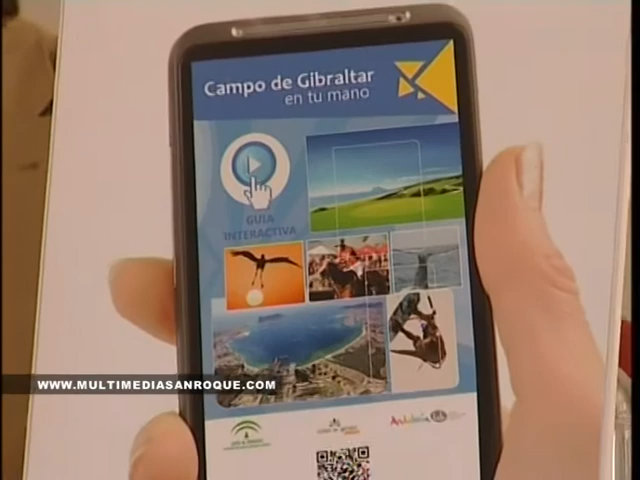 Campo de Gibraltar
en tu mano
GUIA
INTERACTIVA
WWW.MULTIMEDIASANROQUE.COM
Andalucía